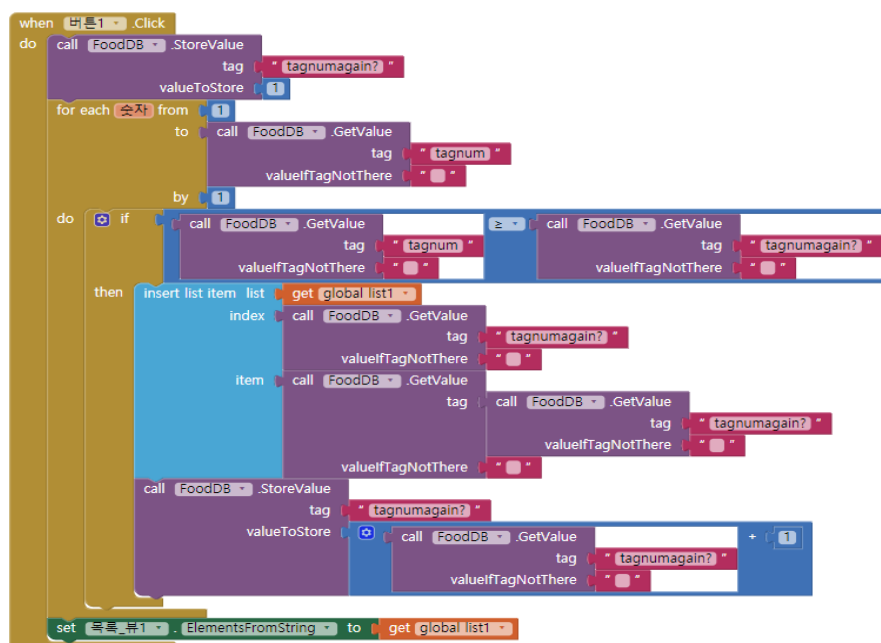 when 버튼1 .Click
do call FoodDB .StoreValue
tag " tagnumagain? "
valueToStore 1
for each 숫자 from 1
to call FoodDB .GetValue
tag " tagnum "
valueIfTagNotThere " "
by 1
do if call FoodDB .GetValue ≥ call FoodDB .GetValue
tag " tagnum " tag " tagnumagain? "
valueIfTagNotThere " " valueIfTagNotThere " "
then insert list item list get global list1
index call FoodDB .GetValue
tag " tagnumagain? "
valueIfTagNotThere " "
item call FoodDB .GetValue
tag call FoodDB .GetValue
tag " tagnumagain? "
valueIfTagNotThere " "
valueIfTagNotThere " "
call FoodDB .StoreValue
tag " tagnumagain? "
valueToStore call FoodDB .GetValue + 1
tag " tagnumagain? "
valueIfTagNotThere " "
set 목록_뷰1 . ElementsFromString to get global list1